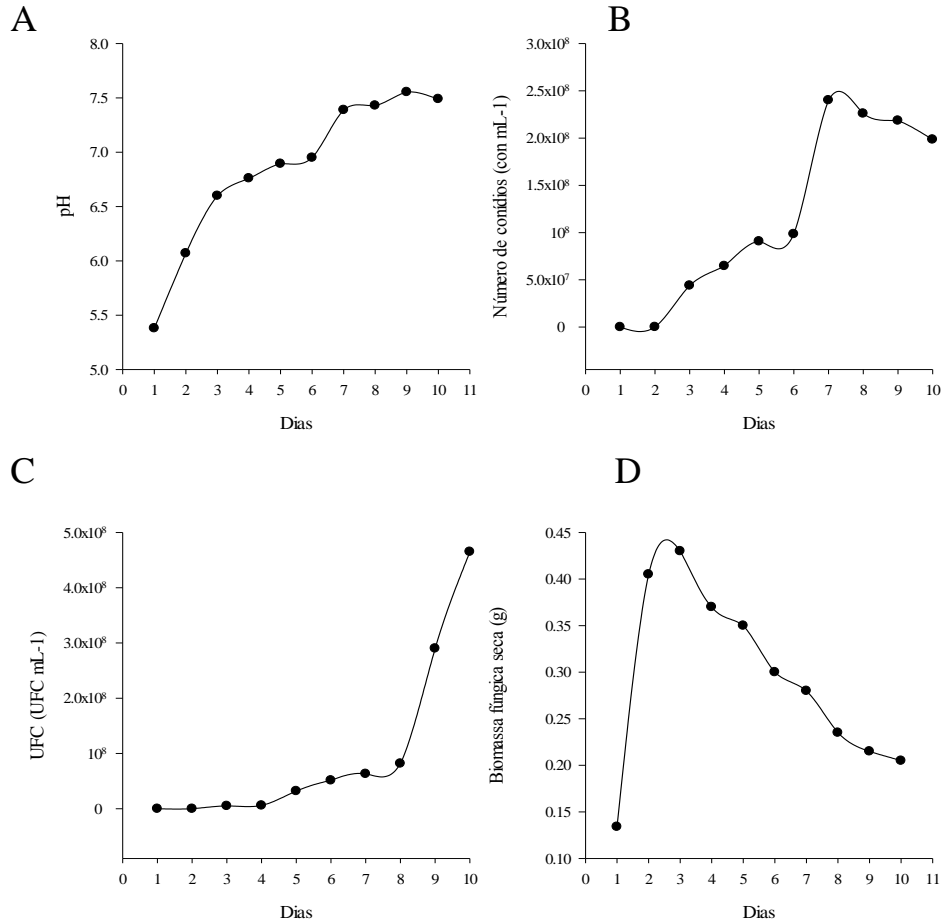 A
8.0
7.5
7.0
6.5
6.0
5.5
5.0
pH
0 1 2 3 4 5 6 7 8 9 10 11
Dias
B
3.0x10⁸
2.5x10⁸
2.0x10⁸
1.5x10⁸
10⁸
5.0x10⁷
0
Número de conídios (con mL-1)
0 1 2 3 4 5 6 7 8 9 10
Dias
C
5.0x10⁸
4.0x10⁸
3.0x10⁸
2.0x10⁸
10⁸
0
UFC (UFC mL-1)
0 1 2 3 4 5 6 7 8 9 10
Dias
D
0.45
0.40
0.35
0.30
0.25
0.20
0.15
0.10
Biomassa fúngica seca (g)
0 1 2 3 4 5 6 7 8 9 10 11
Dias